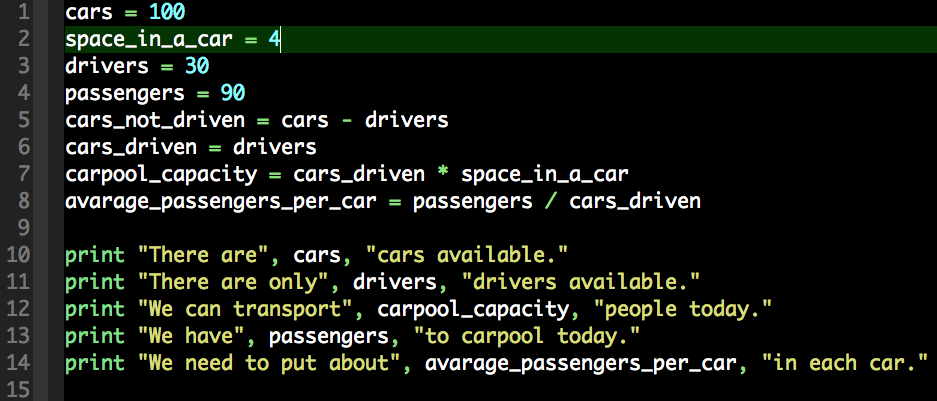 1 cars = 100
2 space_in_a_car = 4
3 drivers = 30
4 passengers = 90
5 cars_not_driven = cars - drivers
6 cars_driven = drivers
7 carpool_capacity = cars_driven * space_in_a_car
8 avarage_passengers_per_car = passengers / cars_driven
9
10 print "There are", cars, "cars available."
11 print "There are only", drivers, "drivers available."
12 print "We can transport", carpool_capacity, "people today."
13 print "We have", passengers, "to carpool today."
14 print "We need to put about", avarage_passengers_per_car, "in each car."
15